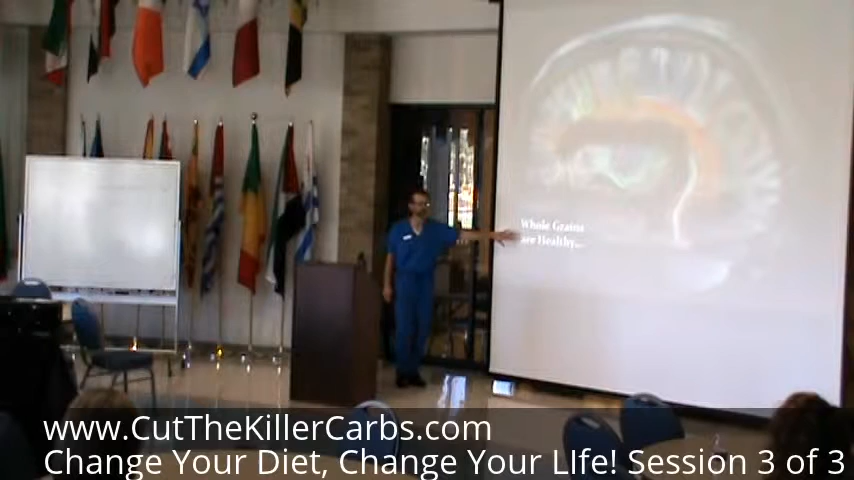 Whole Grains
are Healthy...
www.CutTheKillerCarbs.com
Change Your Diet, Change Your LIfe! Session 3 of 3